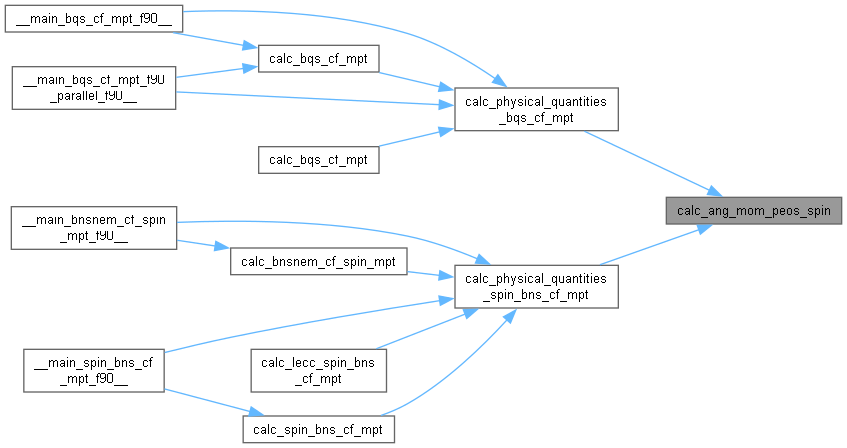 __main_bqs_cf_mpt_f90__
calc_bqs_cf_mpt
__main_bqs_cf_mpt_f90
_parallel_f90__
calc_physical_quantities
_bqs_cf_mpt
calc_bqs_cf_mpt
calc_ang_mom_peos_spin
__main_bnsnem_cf_spin
_mpt_f90__
calc_bnsnem_cf_spin_mpt
calc_physical_quantities
_spin_bns_cf_mpt
__main_spin_bns_cf
_mpt_f90__
calc_lecc_spin_bns
_cf_mpt
calc_spin_bns_cf_mpt